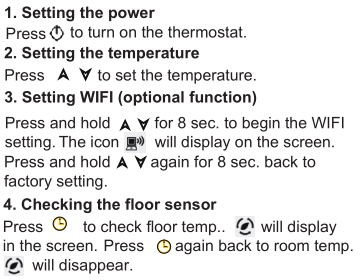 1. Setting the power
Press to turn on the thermostat.
2. Setting the temperature
Press to set the temperature.
3. Setting WIFI (optional function)
Press and hold for 8 sec. to begin the WIFI
setting. The icon will display on the screen.
Press and hold again for 8 sec. back to
factory setting.
4. Checking the floor sensor
Press to check floor temp.. will display
in the screen. Press again back to room temp.
will disappear.